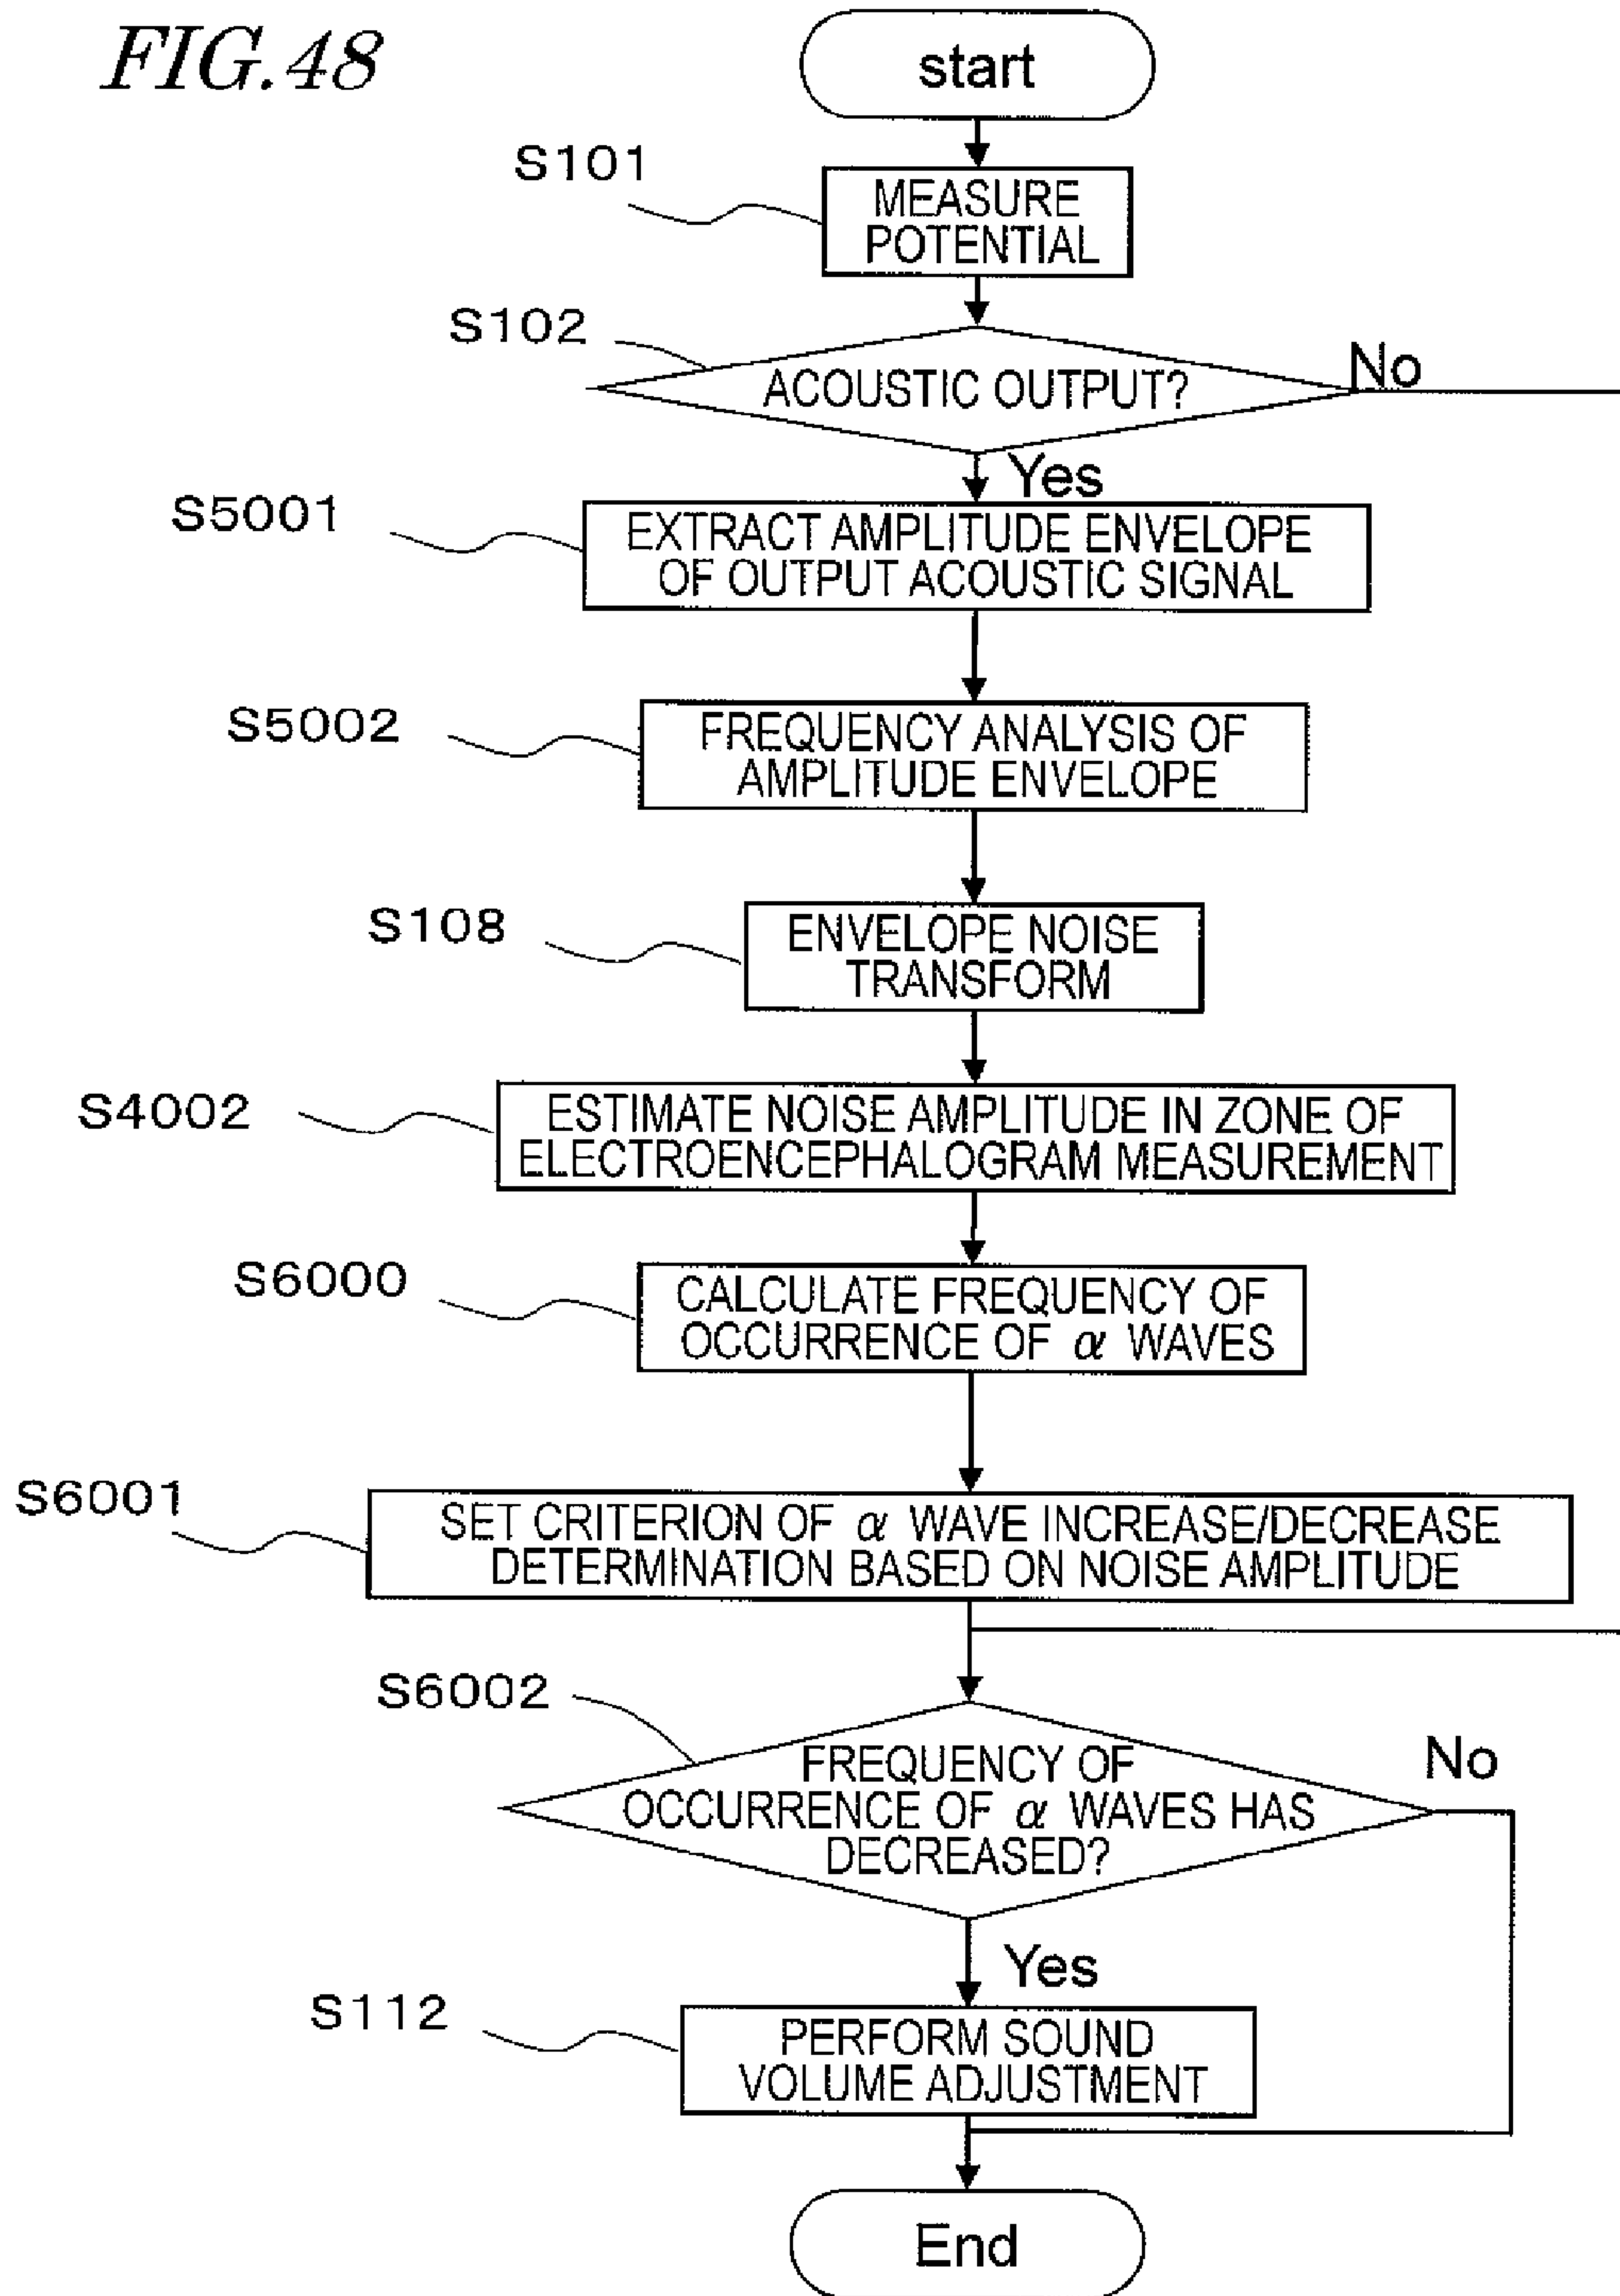 FIG.48
start
S101
MEASURE
POTENTIAL
S102
ACOUSTIC OUTPUT?
No
Yes
S5001
EXTRACT AMPLITUDE ENVELOPE
OF OUTPUT ACOUSTIC SIGNAL
S5002
FREQUENCY ANALYSIS OF
AMPLITUDE ENVELOPE
S108
ENVELOPE NOISE
TRANSFORM
S4002
ESTIMATE NOISE AMPLITUDE IN ZONE OF
ELECTROENCEPHALOGRAM MEASUREMENT
S6000
CALCULATE FREQUENCY OF
OCCURRENCE OF α WAVES
S6001
SET CRITERION OF α WAVE INCREASE/DECREASE
DETERMINATION BASED ON NOISE AMPLITUDE
S6002
FREQUENCY OF
OCCURRENCE OF α WAVES HAS
DECREASED?
No
Yes
S112
PERFORM SOUND
VOLUME ADJUSTMENT
End